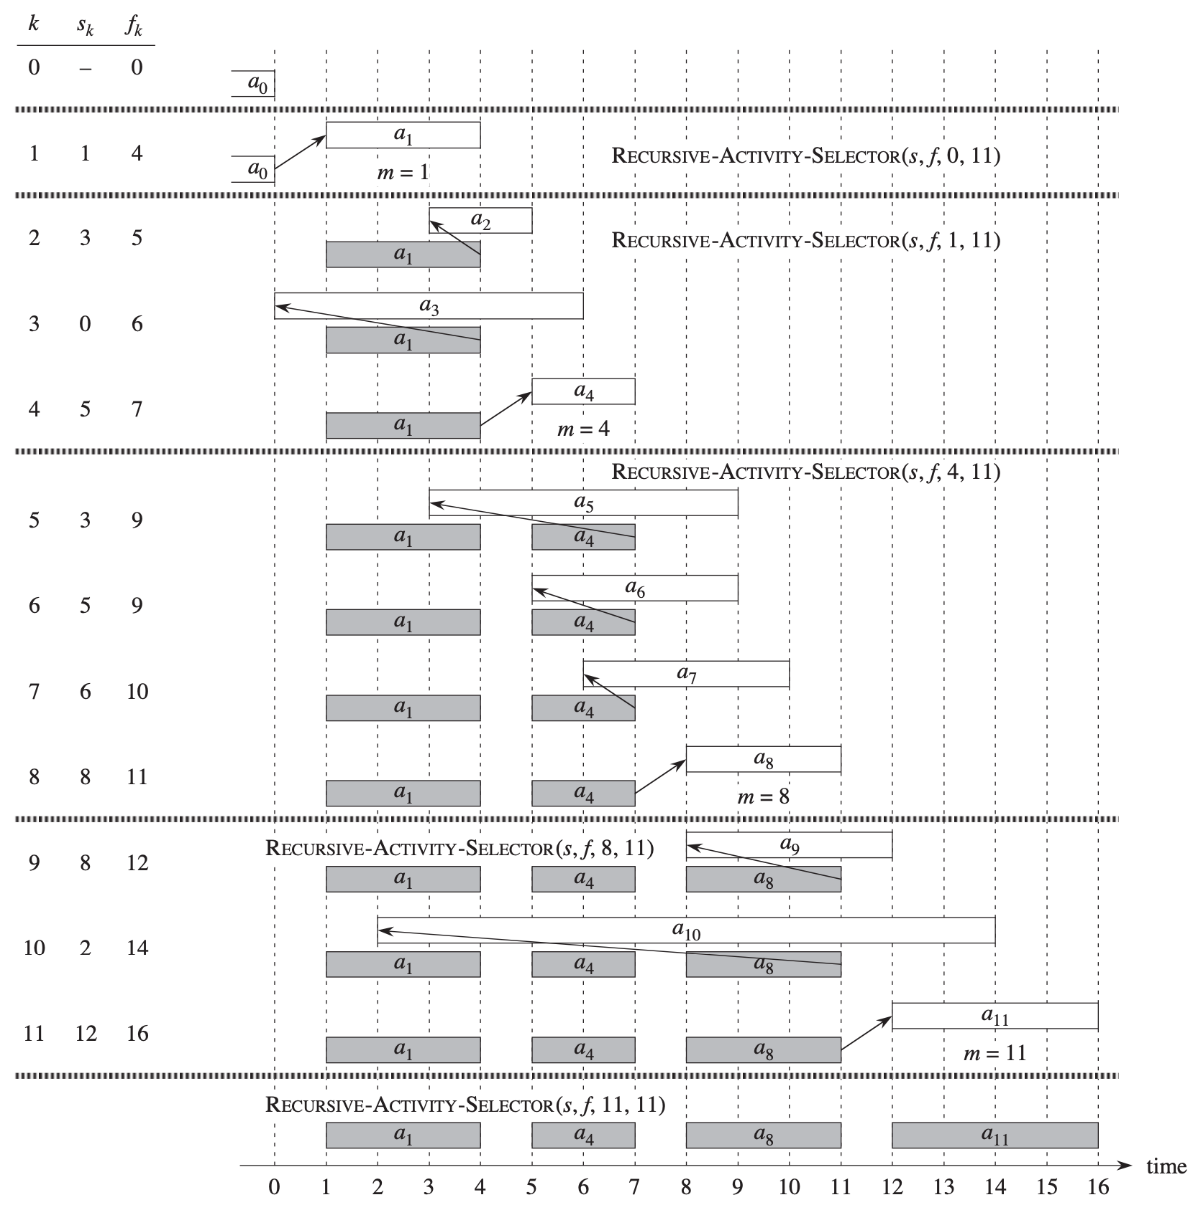 k s_k f_k
0 – 0
a_0
1 1 4
a_1
a_0
m = 1
RECURSIVE-ACTIVITY-SELECTOR(s, f, 0, 11)
2 3 5
a_2
a_1
RECURSIVE-ACTIVITY-SELECTOR(s, f, 1, 11)
3 0 6
a_3
a_1
4 5 7
a_4
a_1
m = 4
RECURSIVE-ACTIVITY-SELECTOR(s, f, 4, 11)
5 3 9
a_5
a_1 a_4
6 5 9
a_6
a_1 a_4
7 6 10
a_7
a_1 a_4
8 8 11
a_8
a_1 a_4
m = 8
RECURSIVE-ACTIVITY-SELECTOR(s, f, 8, 11)
9 8 12
a_9
a_1 a_4 a_8
10 2 14
a_10
a_1 a_4 a_8
11 12 16
a_11
a_1 a_4 a_8
m = 11
RECURSIVE-ACTIVITY-SELECTOR(s, f, 11, 11)
a_1 a_4 a_8 a_11
time
0 1 2 3 4 5 6 7 8 9 10 11 12 13 14 15 16